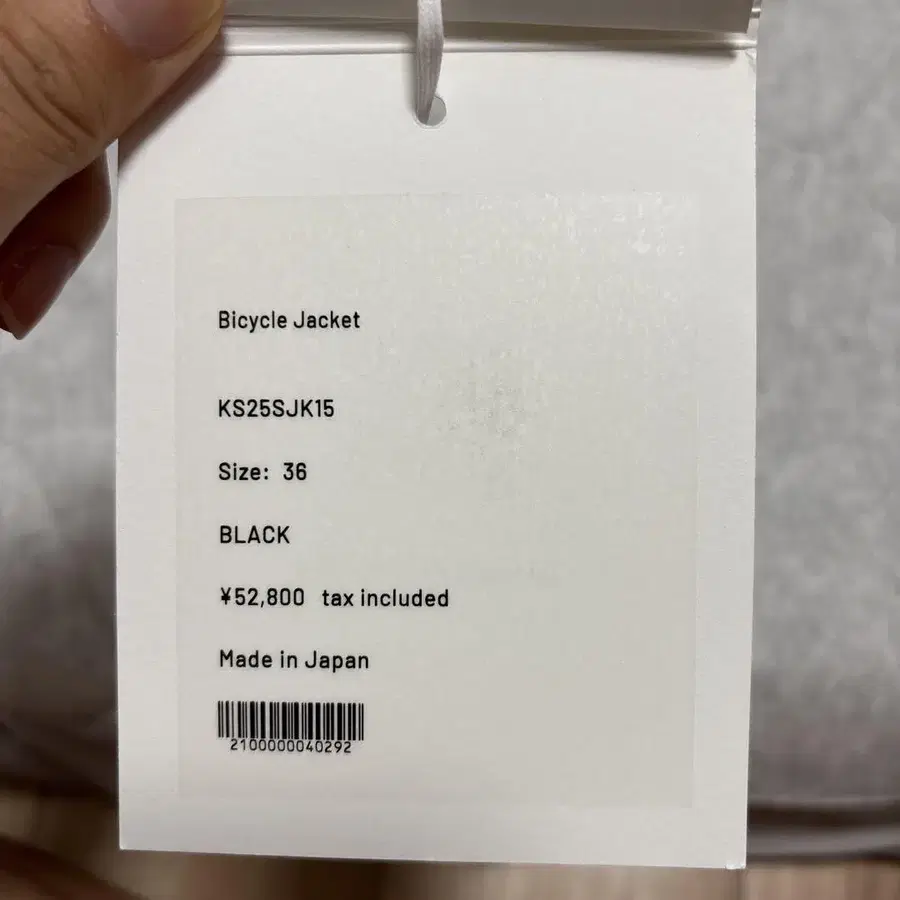 Bicycle Jacket
KS25SJK15
Size: 36
BLACK
¥52,800 tax included
Made in Japan
2100000040292